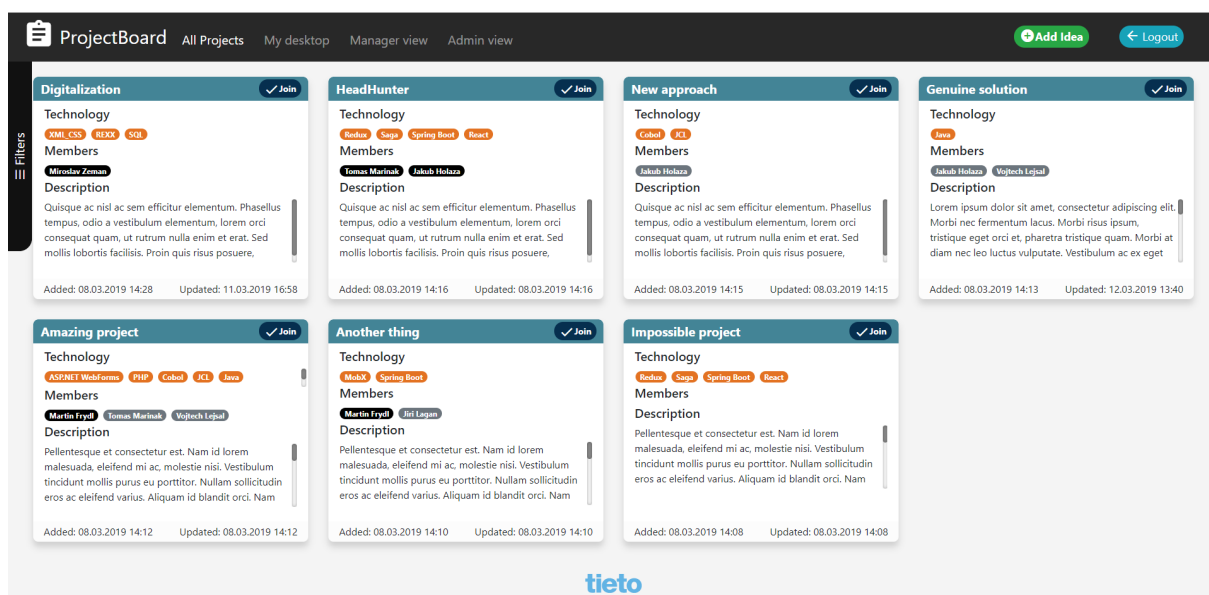 ProjectBoard All Projects My desktop Manager view Admin view Add Idea Logout
Filters
Digitalization Join
Technology
XML_CSS REXX SQL
Members
Miroslav Zeman
Description
Quisque ac nisl ac sem efficitur elementum. Phasellus
tempus, odio a vestibulum elementum, lorem orci
consequat quam, ut rutrum nulla enim et erat. Sed
mollis lobortis facilisis. Proin quis risus posuere,
Added: 08.03.2019 14:28 Updated: 11.03.2019 16:58
HeadHunter Join
Technology
Redux Saga Spring Boot React
Members
Tomas Marinak Jakub Holaza
Description
Quisque ac nisl ac sem efficitur elementum. Phasellus
tempus, odio a vestibulum elementum, lorem orci
consequat quam, ut rutrum nulla enim et erat. Sed
mollis lobortis facilisis. Proin quis risus posuere,
Added: 08.03.2019 14:16 Updated: 08.03.2019 14:16
New approach Join
Technology
Cobol JCL
Members
Jakub Holaza
Description
Quisque ac nisl ac sem efficitur elementum. Phasellus
tempus, odio a vestibulum elementum, lorem orci
consequat quam, ut rutrum nulla enim et erat. Sed
mollis lobortis facilisis. Proin quis risus posuere,
Added: 08.03.2019 14:15 Updated: 08.03.2019 14:15
Genuine solution Join
Technology
Java
Members
Jakub Holaza Vojtech Lejsal
Description
Lorem ipsum dolor sit amet, consectetur adipiscing elit.
Morbi nec fermentum lacus. Morbi risus ipsum,
tristique eget orci et, pharetra tristique quam. Morbi at
diam nec leo luctus vulputate. Vestibulum ac ex eget
Added: 08.03.2019 14:13 Updated: 12.03.2019 13:40
Amazing project Join
Technology
ASP.NET WebForms PHP Cobol JCL Java
Members
Martin Frydl Tomas Marinak Vojtech Lejsal
Description
Pellentesque et consectetur est. Nam id lorem
malesuada, eleifend mi ac, molestie nisi. Vestibulum
tincidunt mollis purus eu porttitor. Nullam sollicitudin
eros ac eleifend varius. Aliquam id blandit orci. Nam
Added: 08.03.2019 14:12 Updated: 08.03.2019 14:12
Another thing Join
Technology
MobX Spring Boot
Members
Martin Frydl Jiri Lagan
Description
Pellentesque et consectetur est. Nam id lorem
malesuada, eleifend mi ac, molestie nisi. Vestibulum
tincidunt mollis purus eu porttitor. Nullam sollicitudin
eros ac eleifend varius. Aliquam id blandit orci. Nam
Added: 08.03.2019 14:10 Updated: 08.03.2019 14:10
Impossible project Join
Technology
Redux Saga Spring Boot React
Members
Description
Pellentesque et consectetur est. Nam id lorem
malesuada, eleifend mi ac, molestie nisi. Vestibulum
tincidunt mollis purus eu porttitor. Nullam sollicitudin
eros ac eleifend varius. Aliquam id blandit orci. Nam
Added: 08.03.2019 14:08 Updated: 08.03.2019 14:08
tieto